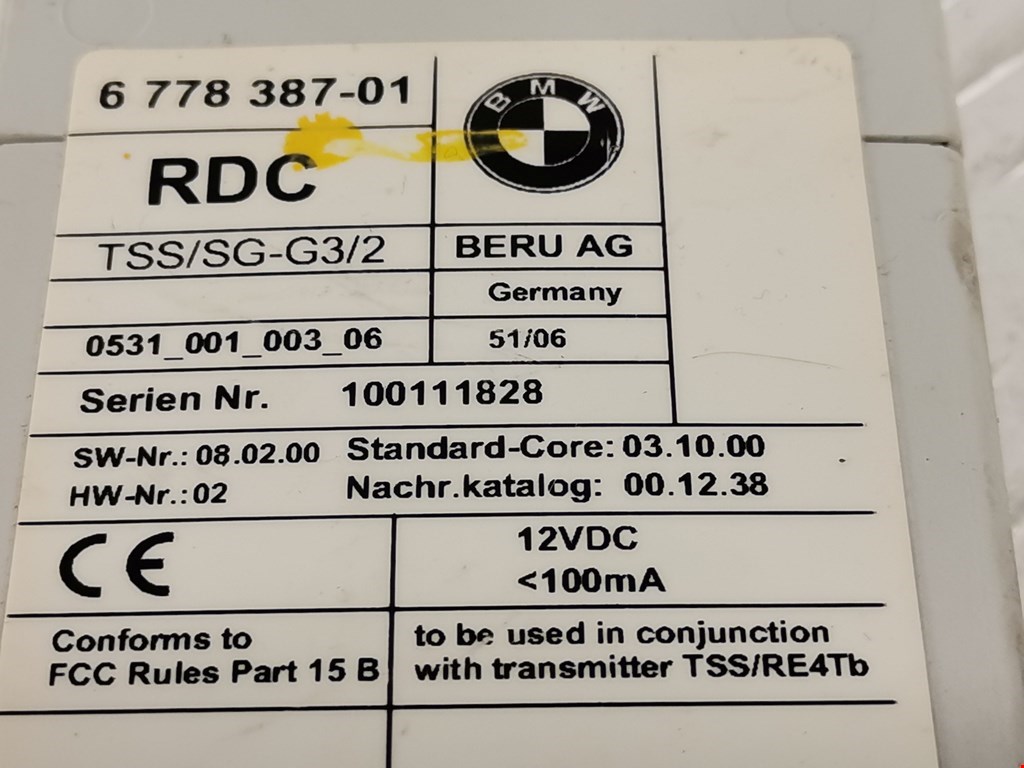 6 778 387-01
BMW
RDC
TSS/SG-G3/2
BERU AG
Germany
0531_001_003_06
51/06
Serien Nr. 100111828
SW-Nr.: 08.02.00 Standard-Core: 03.10.00
HW-Nr.: 02 Nachr.katalog: 00.12.38
CE
12VDC
<100mA
Conforms to
FCC Rules Part 15 B
to be used in conjunction
with transmitter TSS/RE4Tb